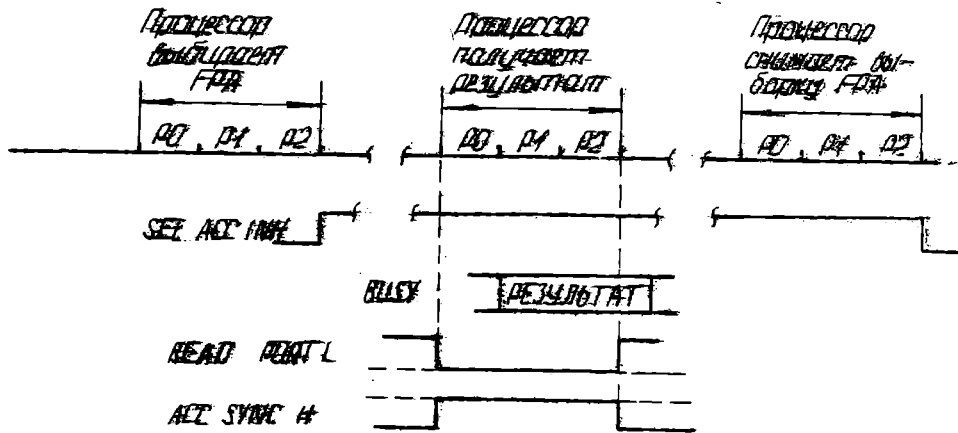 Процессор
выбирает
FPA
Процессор
получает
результат
Процессор
снимает вы-
борку FPA
P0 P1 P2
P0 P1 P2
P0 P1 P2
SEL ACC INH
BUSY
РЕЗУЛЬТАТ
READ PORT L
ACC SYNC H